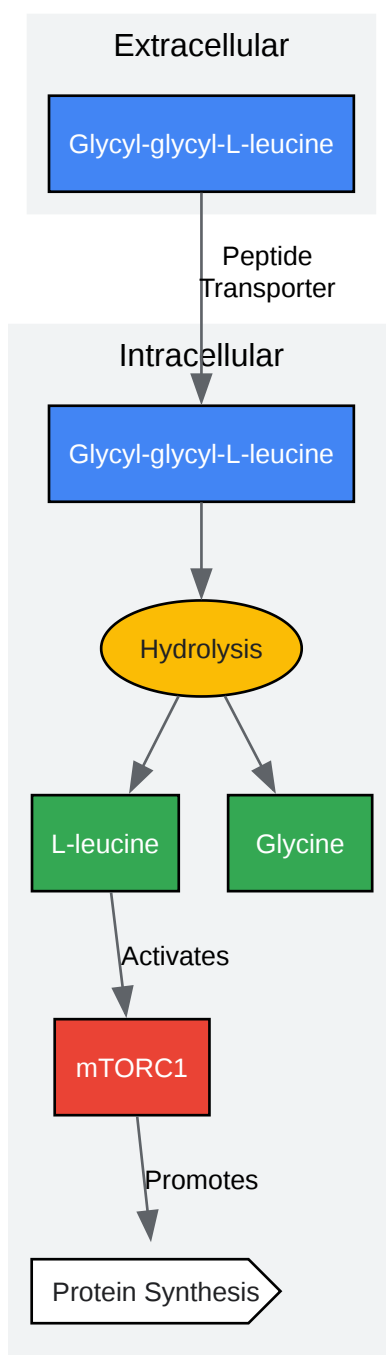 Extracellular
Glycyl-glycyl-L-leucine
Peptide
Transporter
Intracellular
Glycyl-glycyl-L-leucine
Hydrolysis
L-leucine
Glycine
Activates
mTORC1
Promotes
Protein Synthesis